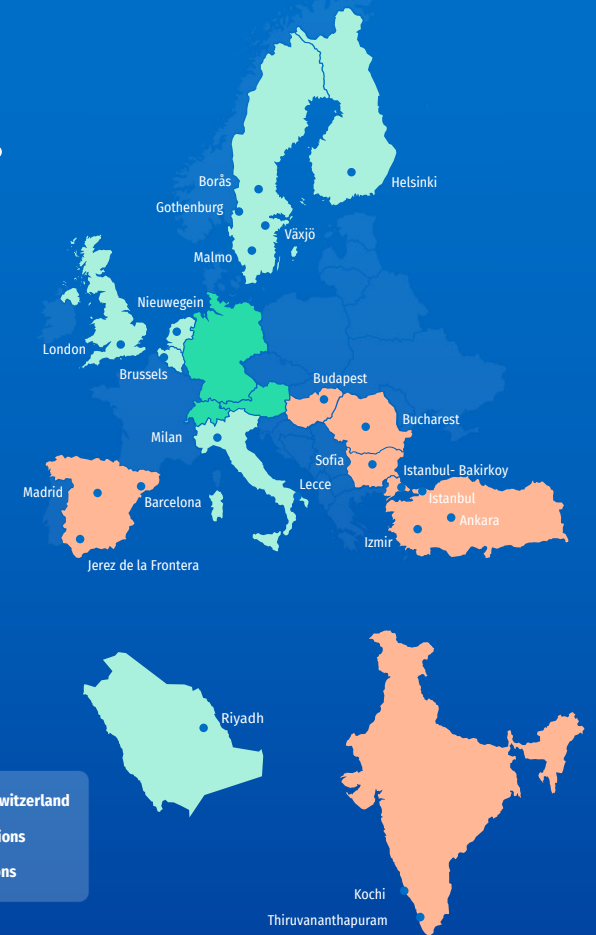 Borås
Helsinki
Gothenburg
Växjö
Malmo
Nieuwegein
London
Brussels
Budapest
Bucharest
Milan
Sofia
Istanbul- Bakirkoy
Lecce
Madrid
Istanbul
Barcelona
Ankara
Izmir
Jerez de la Frontera
Riyadh
witzerland
ions
ns
Kochi
Thiruvananthapuram